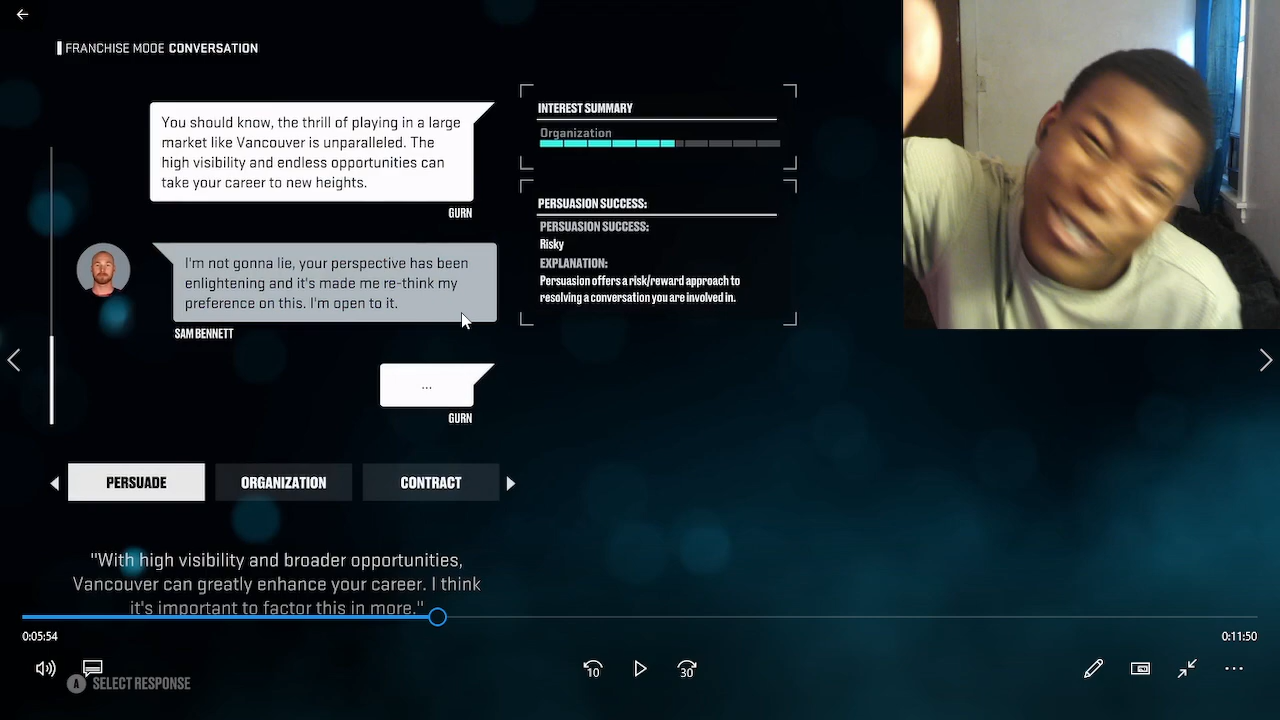 FRANCHISE MODE CONVERSATION
You should know, the thrill of playing in a large
market like Vancouver is unparalleled. The
high visibility and endless opportunities can
take your career to new heights.
GURN
I'm not gonna lie, your perspective has been
enlightening and it's made me re-think my
preference on this. I'm open to it.
SAM BENNETT
...
GURN
PERSUADE
ORGANIZATION
CONTRACT
"With high visibility and broader opportunities,
Vancouver can greatly enhance your career. I think
it's important to factor this in more."
INTEREST SUMMARY
Organization
PERSUASION SUCCESS:
PERSUASION SUCCESS:
Risky
EXPLANATION:
Persuasion offers a risk/reward approach to
resolving a conversation you are involved in.
0:05:54
0:11:50
10
30
A SELECT RESPONSE